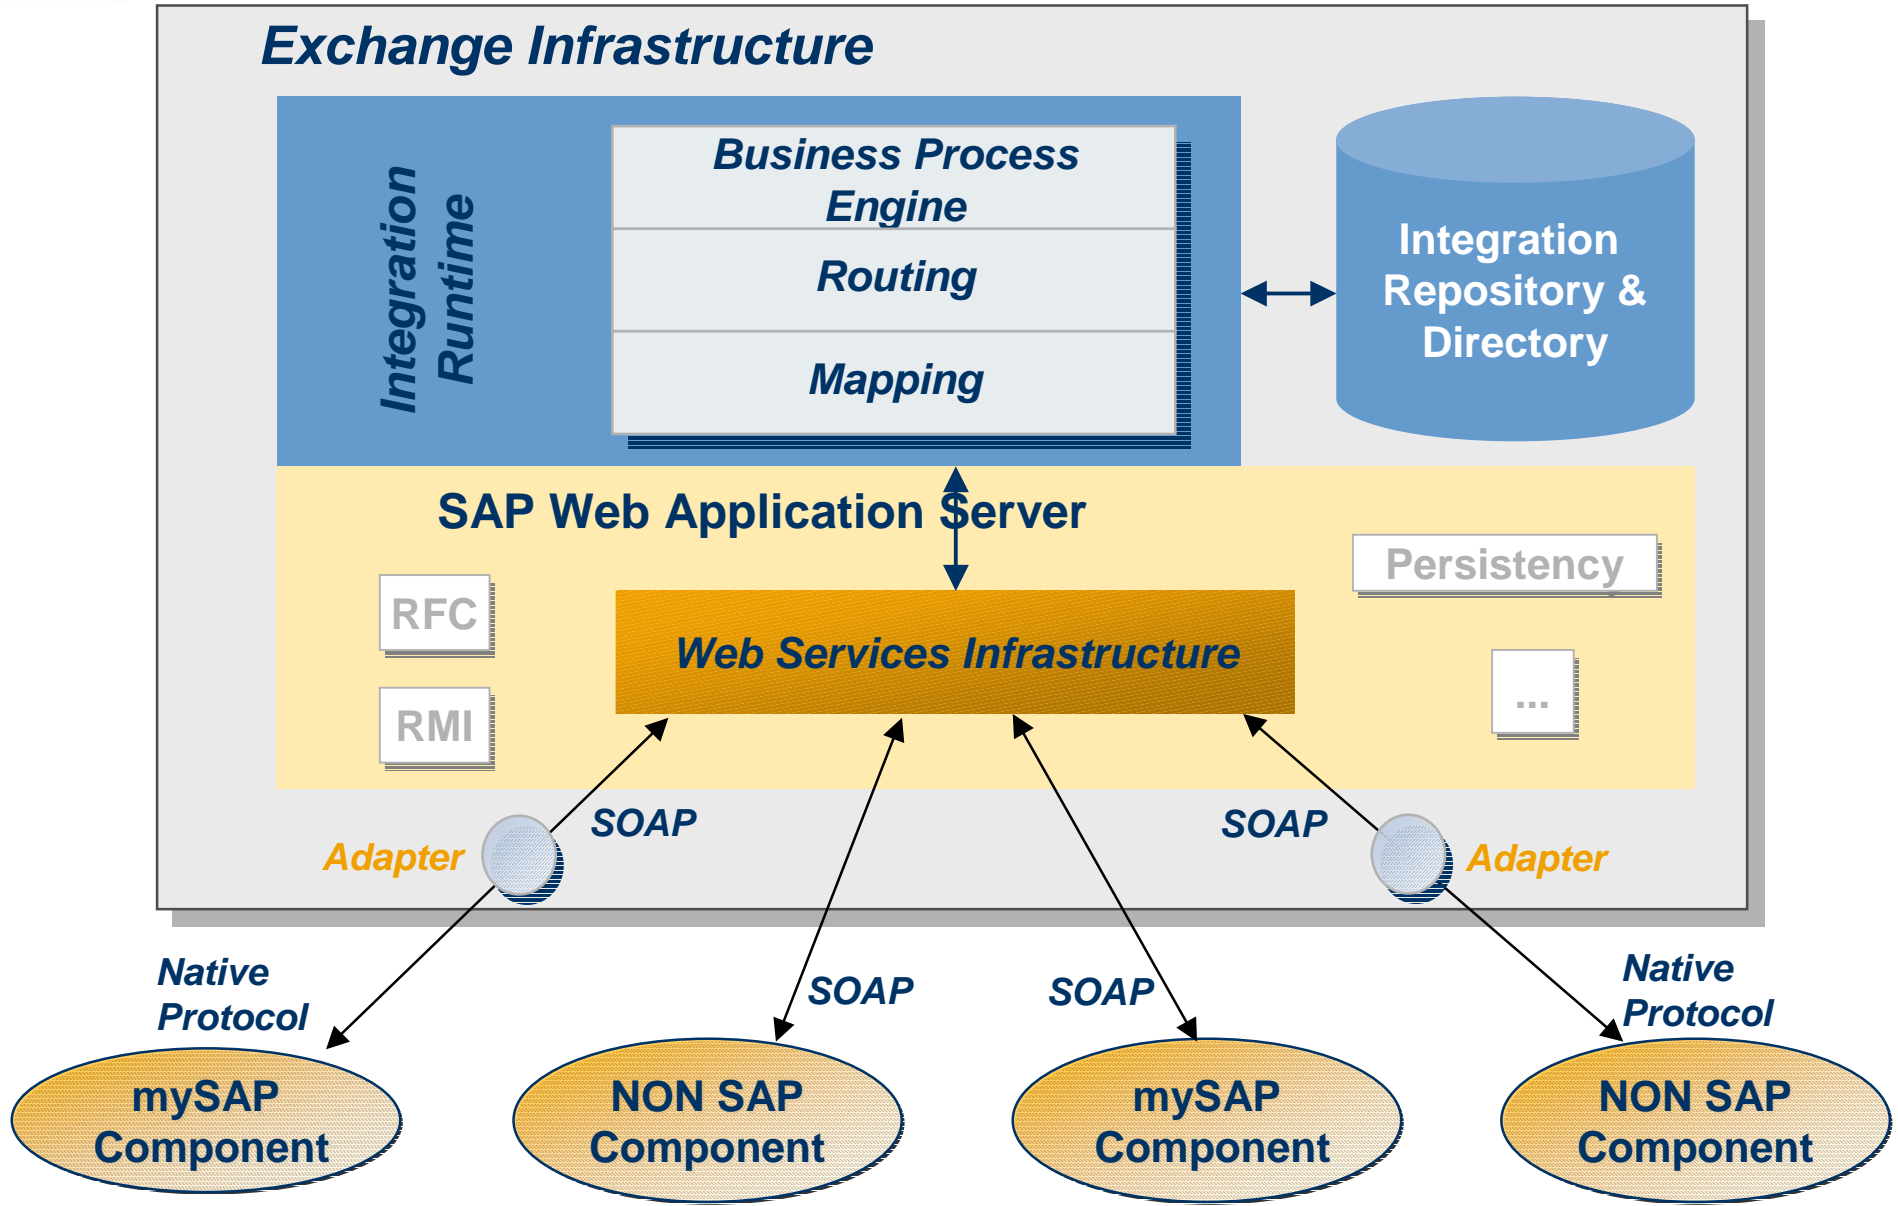 Exchange Infrastructure
Integration
Runtime
Business Process
Engine
Routing
Mapping
Integration
Repository &
Directory
SAP Web Application Server
RFC
RMI
Web Services Infrastructure
Persistency
...
Adapter
SOAP
SOAP
Adapter
Native
Protocol
SOAP
SOAP
Native
Protocol
mySAP
Component
NON SAP
Component
mySAP
Component
NON SAP
Component